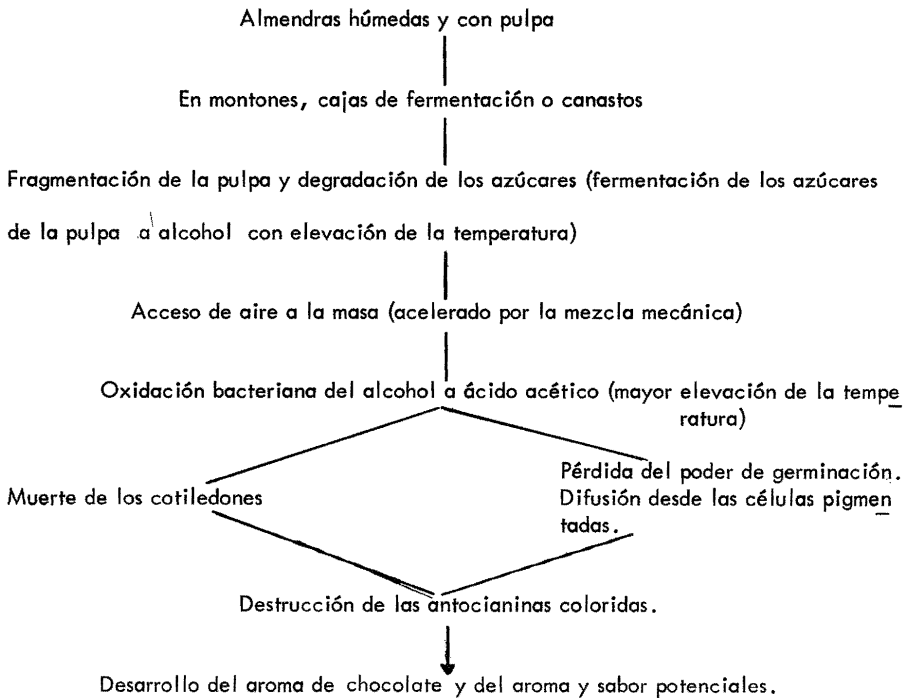 Almendras húmedas y con pulpa
En montones, cajas de fermentación o canastos
Fragmentación de la pulpa y degradación de los azúcares (fermentación de los azúcares
de la pulpa a alcohol con elevación de la temperatura)
Acceso de aire a la masa (acelerado por la mezcla mecánica)
Oxidación bacteriana del alcohol a ácido acético (mayor elevación de la tempe
ratura)
Muerte de los cotiledones
Pérdida del poder de germinación.
Difusión desde las células pigmen
tadas.
Destrucción de las antocianinas coloridas.
Desarrollo del aroma de chocolate y del aroma y sabor potenciales.